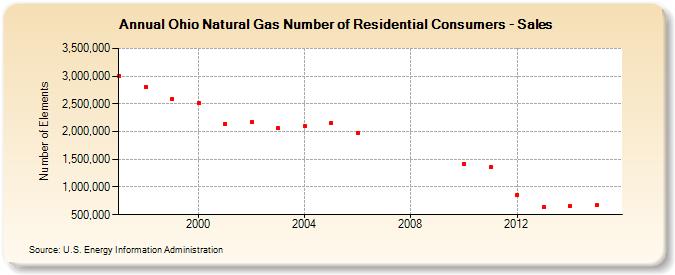 Annual Ohio Natural Gas Number of Residential Consumers - Sales
Number of Elements
3,500,000
3,000,000
2,500,000
2,000,000
1,500,000
1,000,000
500,000
2000 2004 2008 2012
Source: U.S. Energy Information Administration